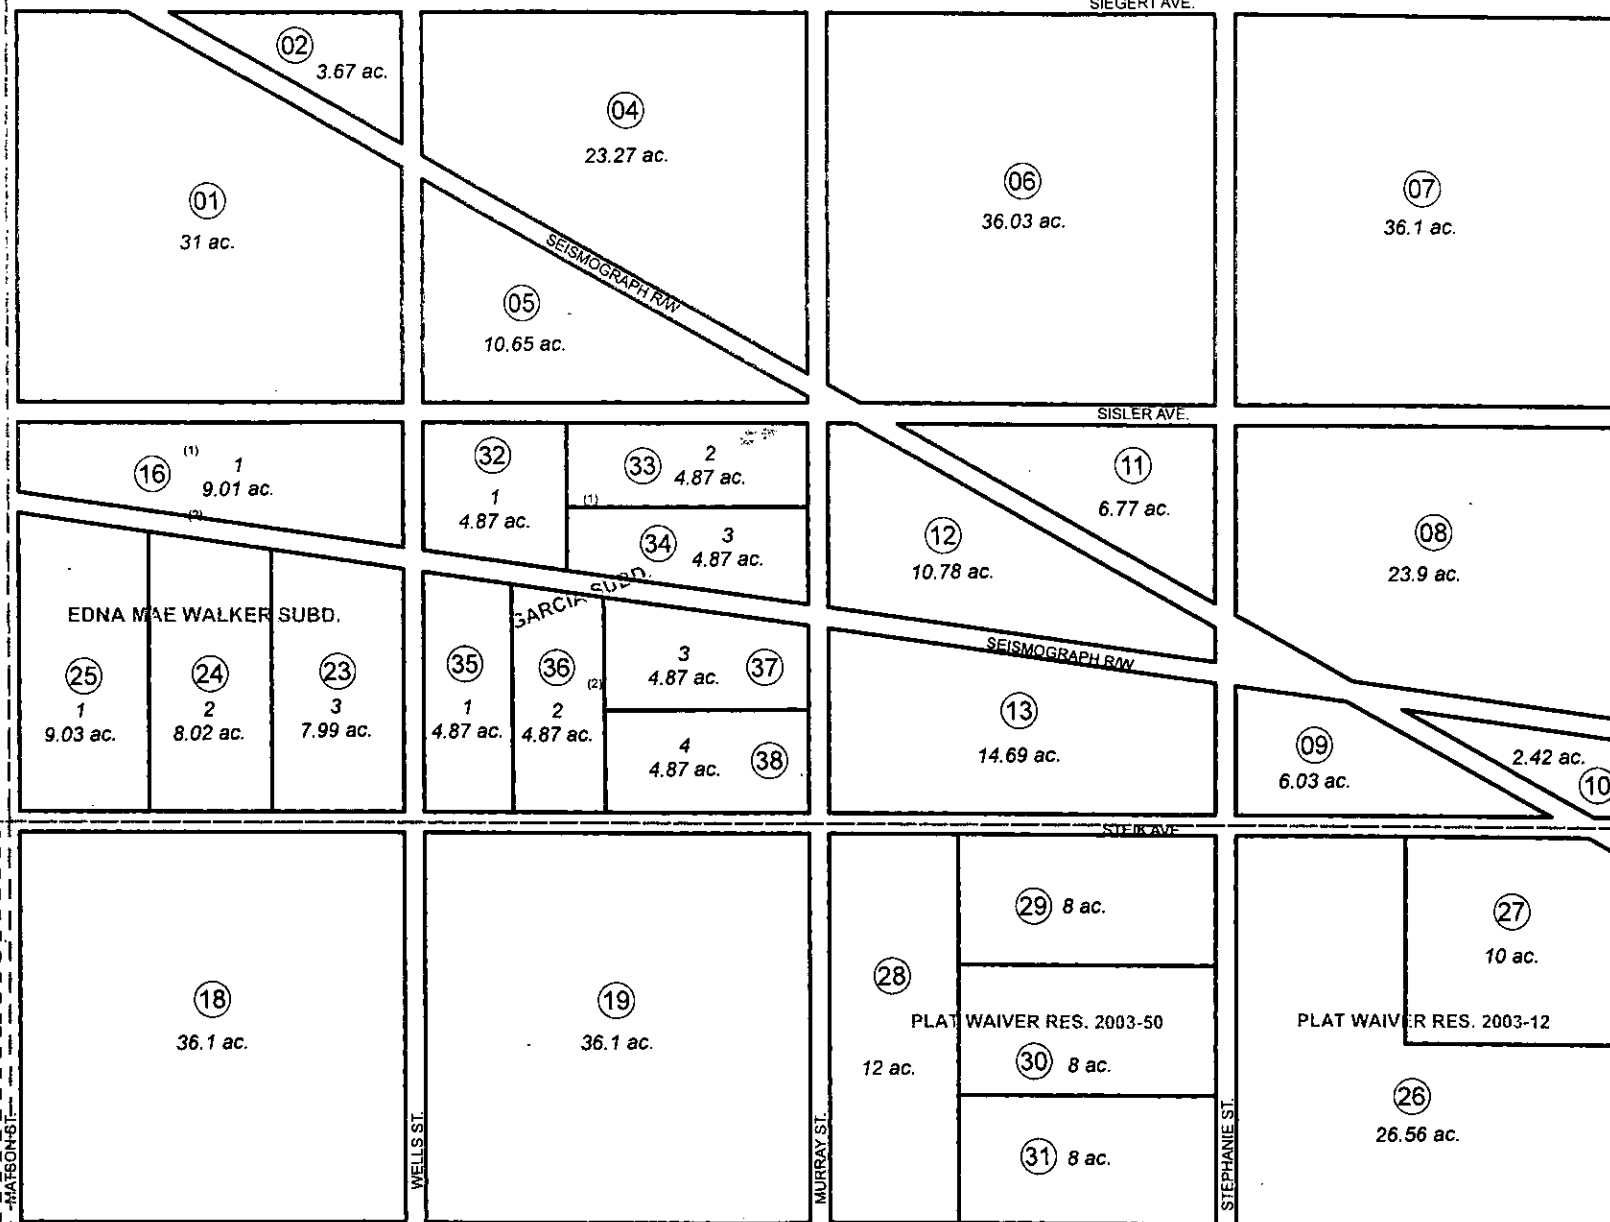 SIEGERT AVE.
02
3.67 ac.
04
23.27 ac.
01
31 ac.
06
36.03 ac.
07
36.1 ac.
SEISMOGRAPH R/W
05
10.65 ac.
SISLER AVE.
(1)
16
1
9.01 ac.
(2)
32
1
4.87 ac.
33
2
4.87 ac.
(1)
34
3
4.87 ac.
11
6.77 ac.
12
10.78 ac.
08
23.9 ac.
GARCIA SUBD.
EDNA MAE WALKER SUBD.
25
1
9.03 ac.
24
2
8.02 ac.
23
3
7.99 ac.
35
1
4.87 ac.
36
(2)
2
4.87 ac.
3
4.87 ac.
37
4
4.87 ac.
38
SEISMOGRAPH R/W
13
14.69 ac.
09
6.03 ac.
2.42 ac.
10
STEIK AVE
18
36.1 ac.
19
36.1 ac.
28
12 ac.
29 8 ac.
PLAT WAIVER RES. 2003-50
30 8 ac.
31 8 ac.
27
10 ac.
PLAT WAIVER RES. 2003-12
26
26.56 ac.
MATSON ST.
WELLS ST.
MURRAY ST.
STEPHANIE ST.